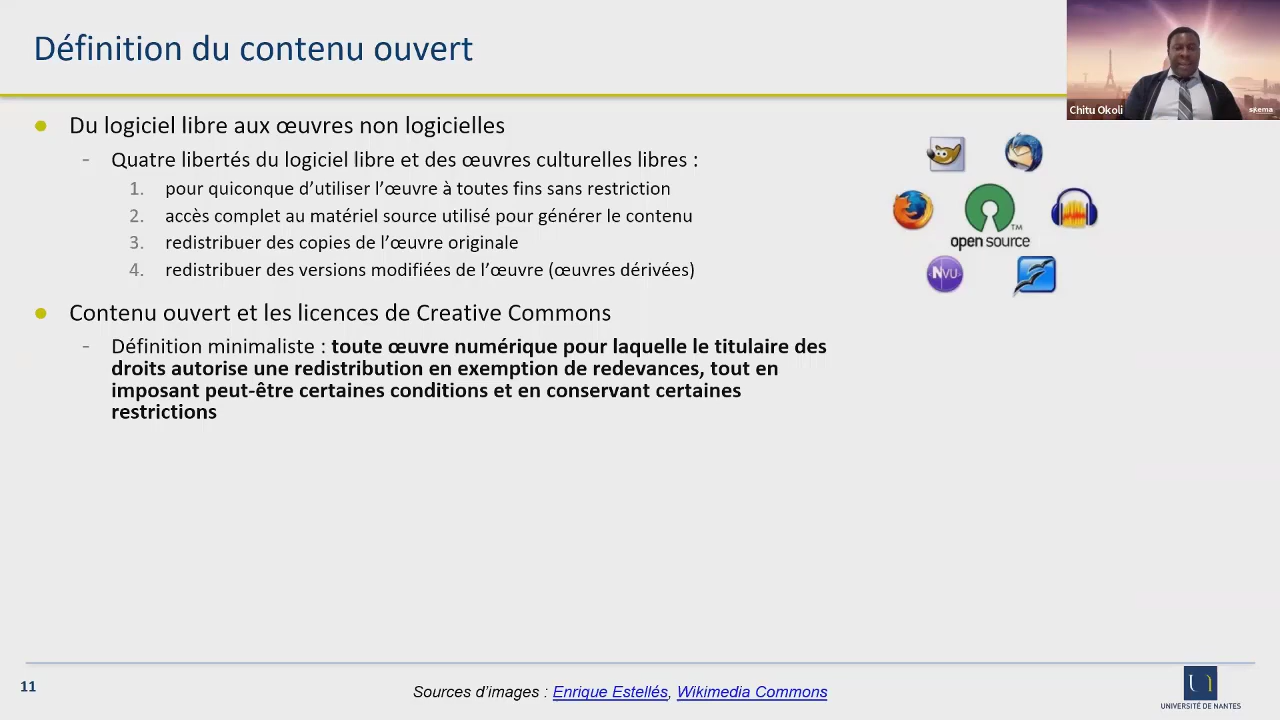 Définition du contenu ouvert
Chitu Okoli
skema
● Du logiciel libre aux œuvres non logicielles
- Quatre libertés du logiciel libre et des œuvres culturelles libres :
1. pour quiconque d’utiliser l’œuvre à toutes fins sans restriction
2. accès complet au matériel source utilisé pour générer le contenu
3. redistribuer des copies de l’œuvre originale
4. redistribuer des versions modifiées de l’œuvre (œuvres dérivées)
open source™
NVU
● Contenu ouvert et les licences de Creative Commons
- Définition minimaliste : toute œuvre numérique pour laquelle le titulaire des
droits autorise une redistribution en exemption de redevances, tout en
imposant peut-être certaines conditions et en conservant certaines
restrictions
11
Sources d’images : Enrique Estellés, Wikimedia Commons
UNIVERSITÉ DE NANTES